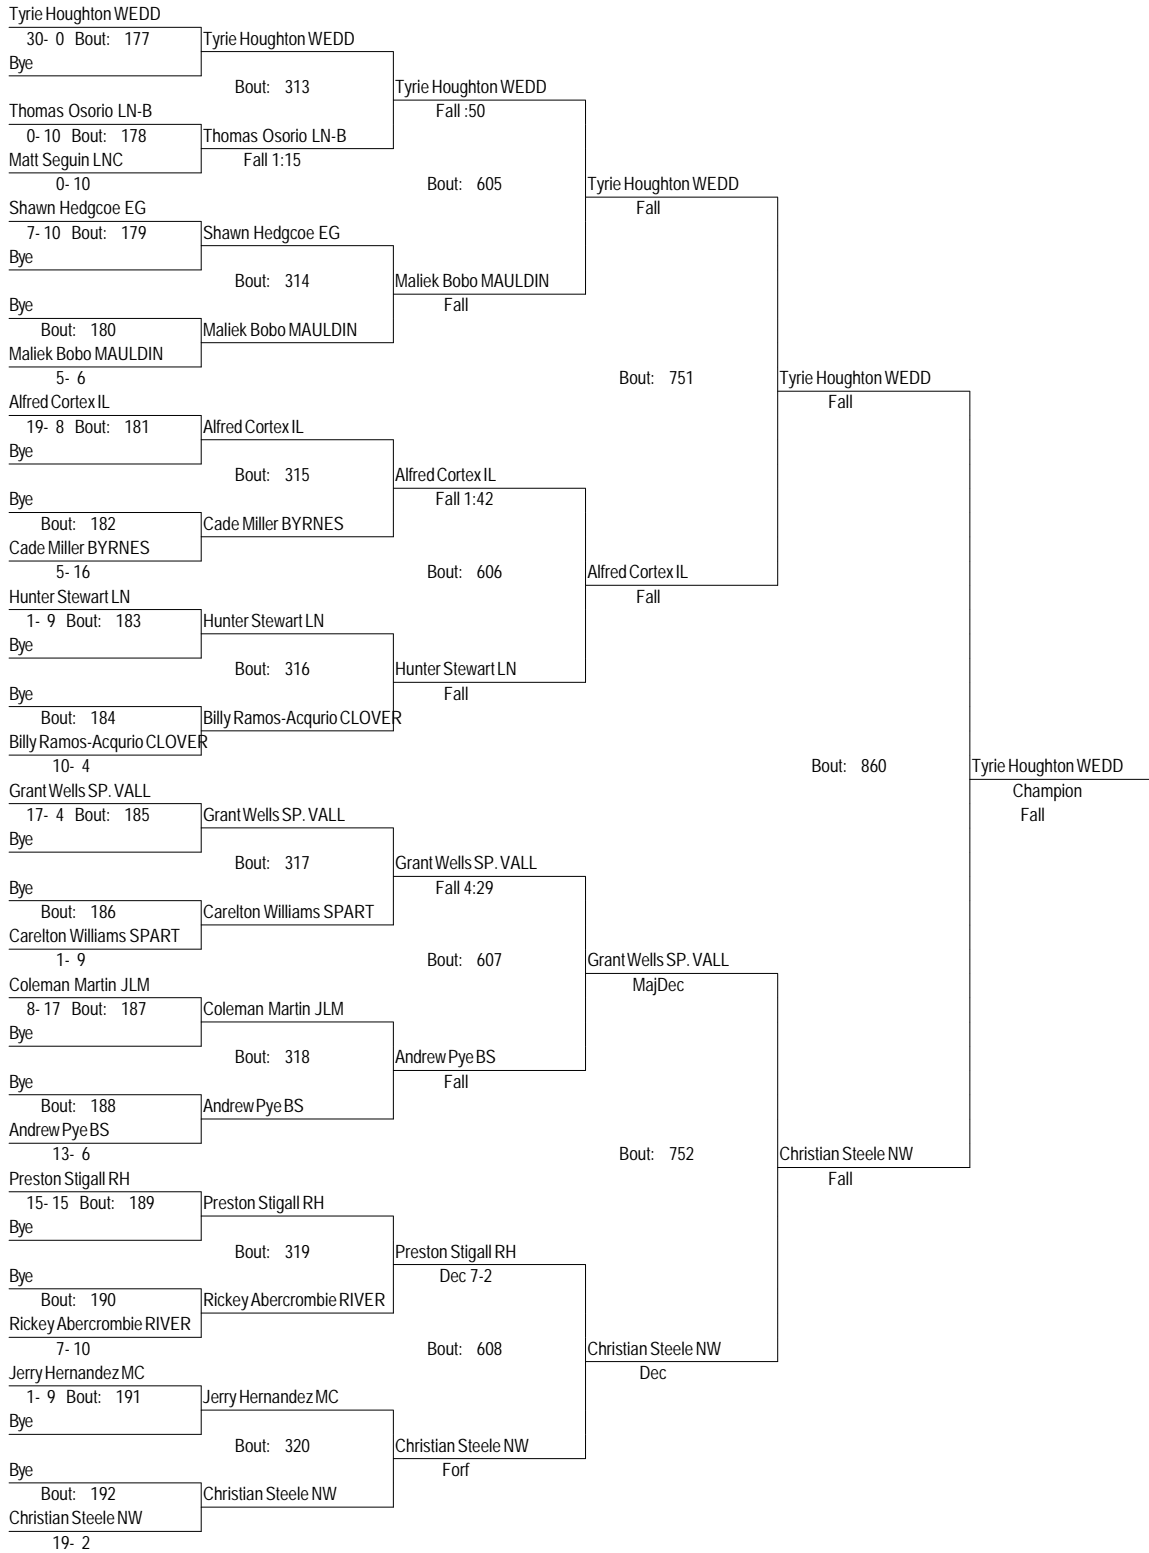 Tyrie Houghton WEDD
30- 0 Bout: 177
Tyrie Houghton WEDD
Bye
Bout: 313
Tyrie Houghton WEDD
Thomas Osorio LN-B
Fall :50
0- 10 Bout: 178
Thomas Osorio LN-B
Matt Seguin LNC
Fall 1:15
0- 10
Bout: 605
Tyrie Houghton WEDD
Shawn Hedgcoe EG
Fall
7- 10 Bout: 179
Shawn Hedgcoe EG
Bye
Bout: 314
Maliek Bobo MAULDIN
Bye
Fall
Bout: 180
Maliek Bobo MAULDIN
Maliek Bobo MAULDIN
5- 6
Bout: 751
Tyrie Houghton WEDD
Alfred Cortex IL
Fall
19- 8 Bout: 181
Alfred Cortex IL
Bye
Bout: 315
Alfred Cortex IL
Bye
Fall 1:42
Bout: 182
Cade Miller BYRNES
Cade Miller BYRNES
5- 16
Bout: 606
Alfred Cortex IL
Hunter Stewart LN
Fall
1- 9 Bout: 183
Hunter Stewart LN
Bye
Bout: 316
Hunter Stewart LN
Bye
Fall
Bout: 184
Billy Ramos-Acqurio CLOVER
Billy Ramos-Acqurio CLOVER
10- 4
Bout: 860
Tyrie Houghton WEDD
Grant Wells SP. VALL
Champion
17- 4 Bout: 185
Grant Wells SP. VALL
Fall
Bye
Bout: 317
Grant Wells SP. VALL
Bye
Fall 4:29
Bout: 186
Carelton Williams SPART
Carelton Williams SPART
1- 9
Bout: 607
Grant Wells SP. VALL
Coleman Martin JLM
MajDec
8- 17 Bout: 187
Coleman Martin JLM
Bye
Bout: 318
Andrew Pye BS
Bye
Fall
Bout: 188
Andrew Pye BS
Andrew Pye BS
13- 6
Bout: 752
Christian Steele NW
Preston Stigall RH
Fall
15- 15 Bout: 189
Preston Stigall RH
Bye
Bout: 319
Preston Stigall RH
Bye
Dec 7-2
Bout: 190
Rickey Abercrombie RIVER
Rickey Abercrombie RIVER
7- 10
Bout: 608
Christian Steele NW
Jerry Hernandez MC
Dec
1- 9 Bout: 191
Jerry Hernandez MC
Bye
Bout: 320
Christian Steele NW
Bye
Forf
Bout: 192
Christian Steele NW
Christian Steele NW
19- 2